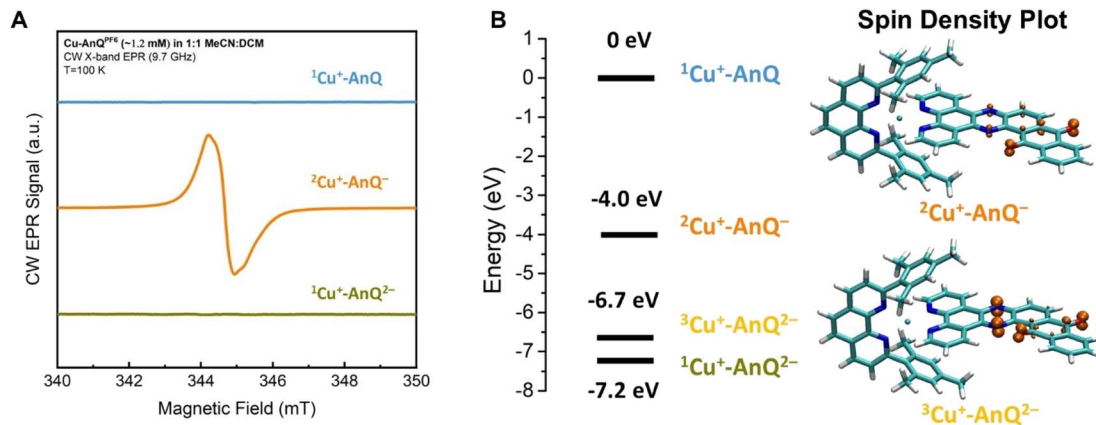 A
Cu-AnQᴾᶠ⁶ (~1.2 mM) in 1:1 MeCN:DCM
CW X-band EPR (9.7 GHz)
T=100 K
¹Cu⁺-AnQ
²Cu⁺-AnQ⁻
¹Cu⁺-AnQ²⁻
CW EPR Signal (a.u.)
340
342
344
346
348
350
Magnetic Field (mT)
B
Spin Density Plot
1
0
-1
-2
-3
-4
-5
-6
-7
-8
Energy (eV)
0 eV
¹Cu⁺-AnQ
-4.0 eV
²Cu⁺-AnQ⁻
-6.7 eV
³Cu⁺-AnQ²⁻
¹Cu⁺-AnQ²⁻
-7.2 eV
²Cu⁺-AnQ⁻
³Cu⁺-AnQ²⁻